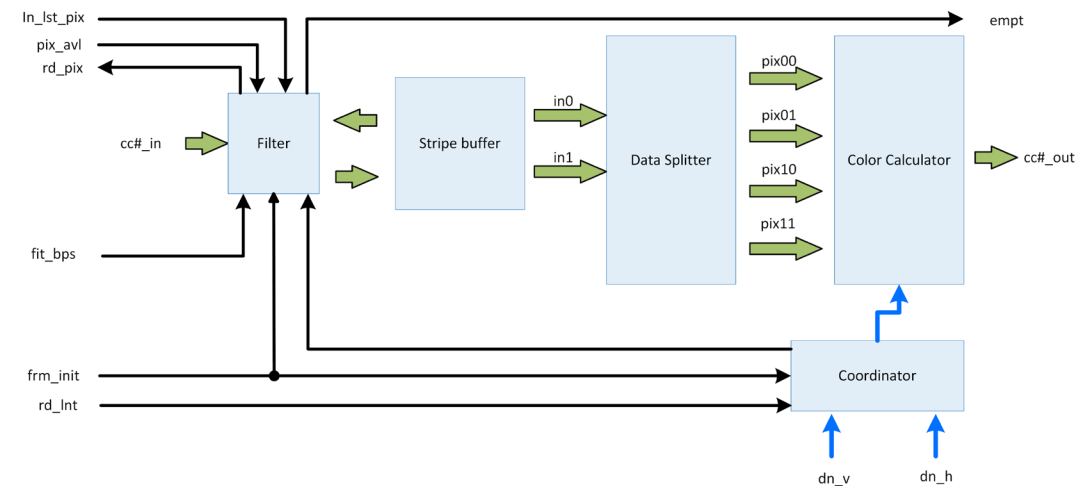 ln_lst_pix
empt
pix_avl
rd_pix
cc#_in
Filter
Stripe buffer
in0
in1
Data Splitter
pix00
pix01
pix10
pix11
Color Calculator
cc#_out
fit_bps
frm_init
rd_lnt
Coordinator
dn_v
dn_h